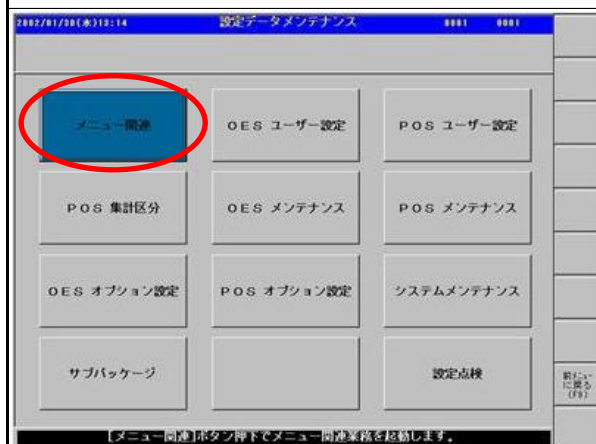 2002/01/30(水)13:14 設定データメンテナンス 0001 0001
メニュー関連 OES ユーザー設定 POS ユーザー設定
POS 集計区分 OES メンテナンス POS メンテナンス
OES オプション設定 POS オプション設定 システムメンテナンス
サブパッケージ 設定点検
前メニュー
に戻る
(F9)
[メニュー関連]ボタン押下でメニュー関連業務を起動します。